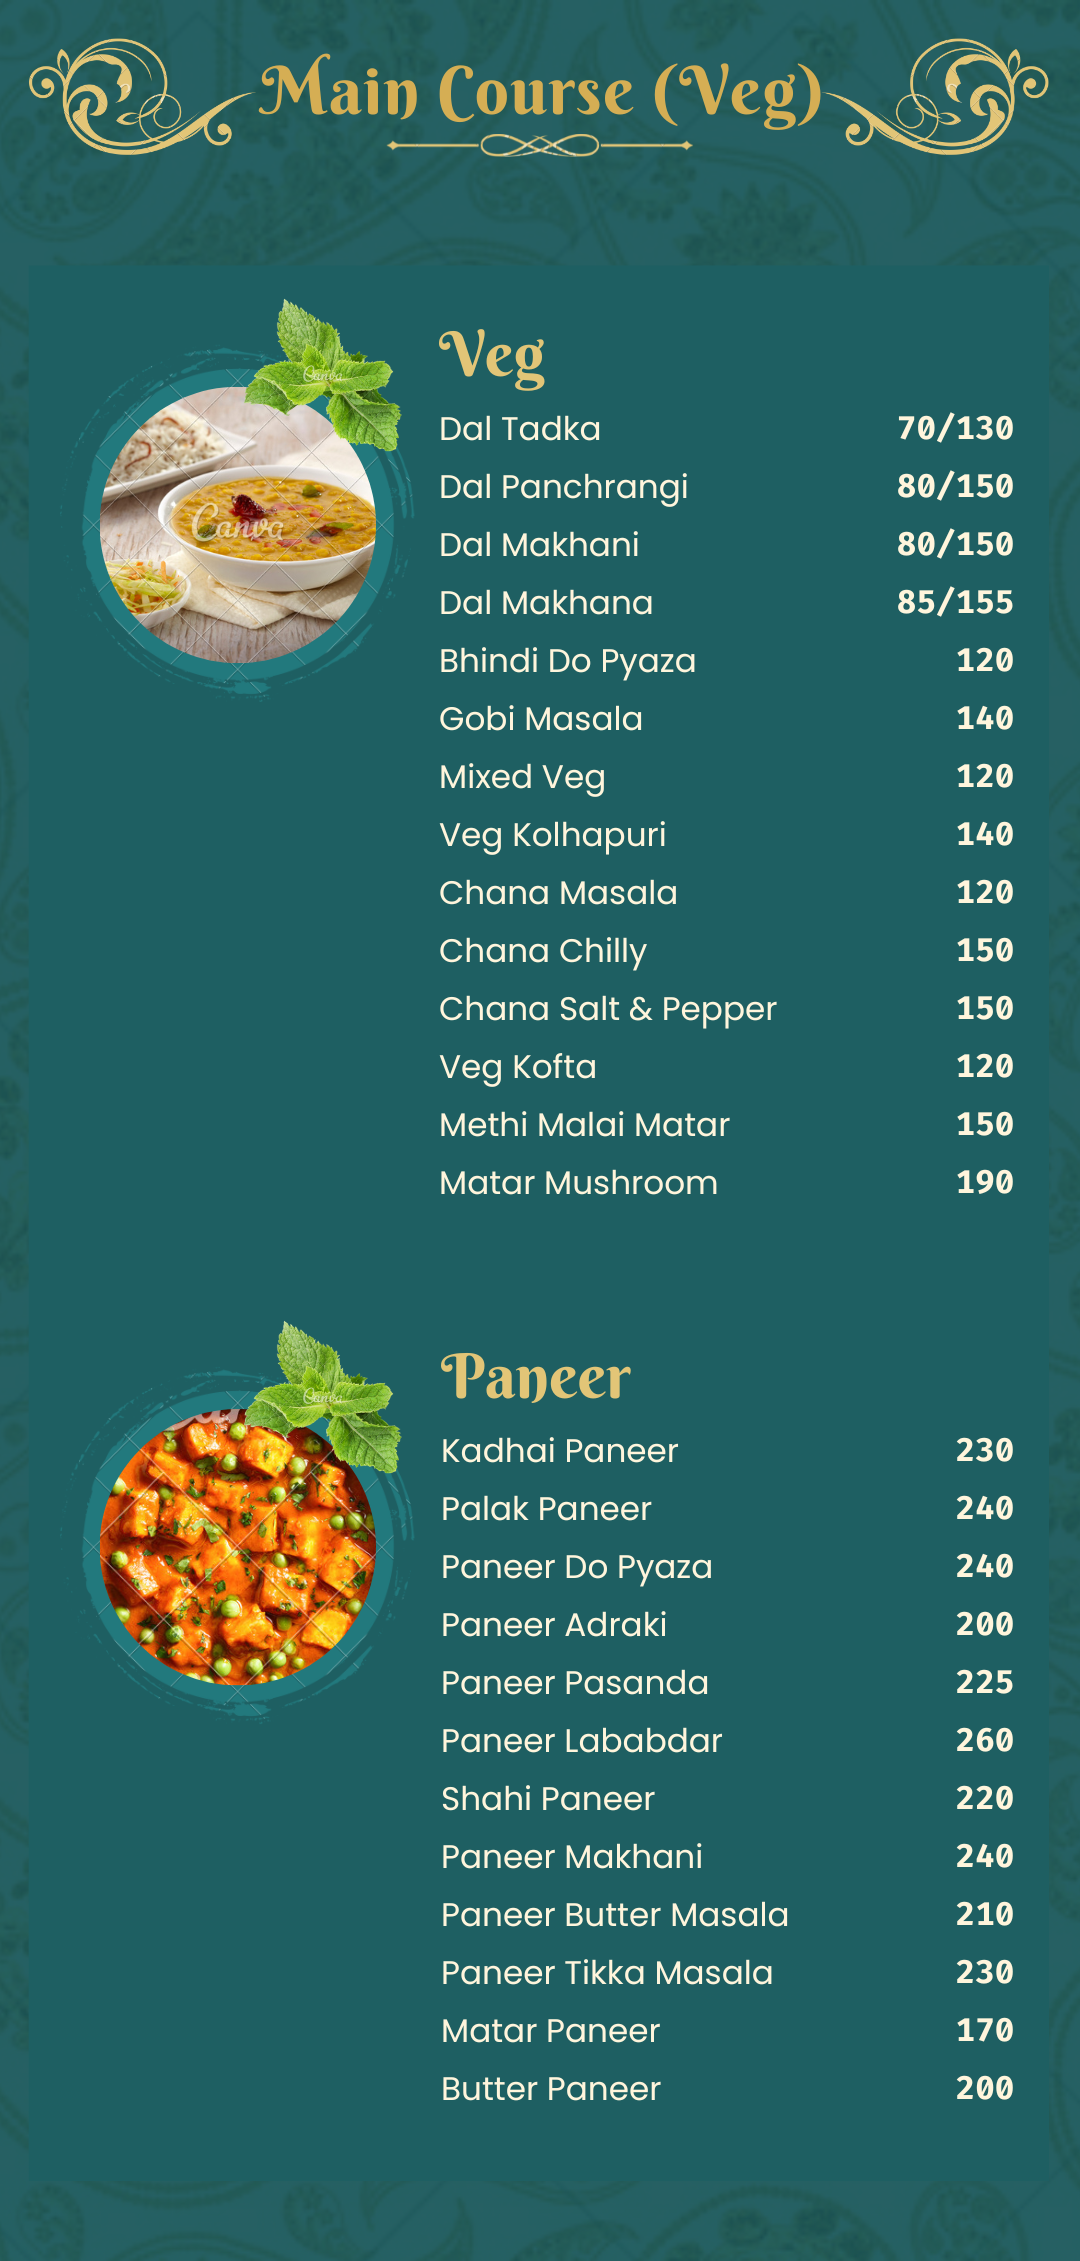 Main Course (Veg)
Veg
Dal Tadka 70/130
Dal Panchrangi 80/150
Dal Makhani 80/150
Dal Makhana 85/155
Bhindi Do Pyaza 120
Gobi Masala 140
Mixed Veg 120
Veg Kolhapuri 140
Chana Masala 120
Chana Chilly 150
Chana Salt & Pepper 150
Veg Kofta 120
Methi Malai Matar 150
Matar Mushroom 190
Canva
Canva
Paneer
Kadhai Paneer 230
Palak Paneer 240
Paneer Do Pyaza 240
Paneer Adraki 200
Paneer Pasanda 225
Paneer Lababdar 260
Shahi Paneer 220
Paneer Makhani 240
Paneer Butter Masala 210
Paneer Tikka Masala 230
Matar Paneer 170
Butter Paneer 200
Canva